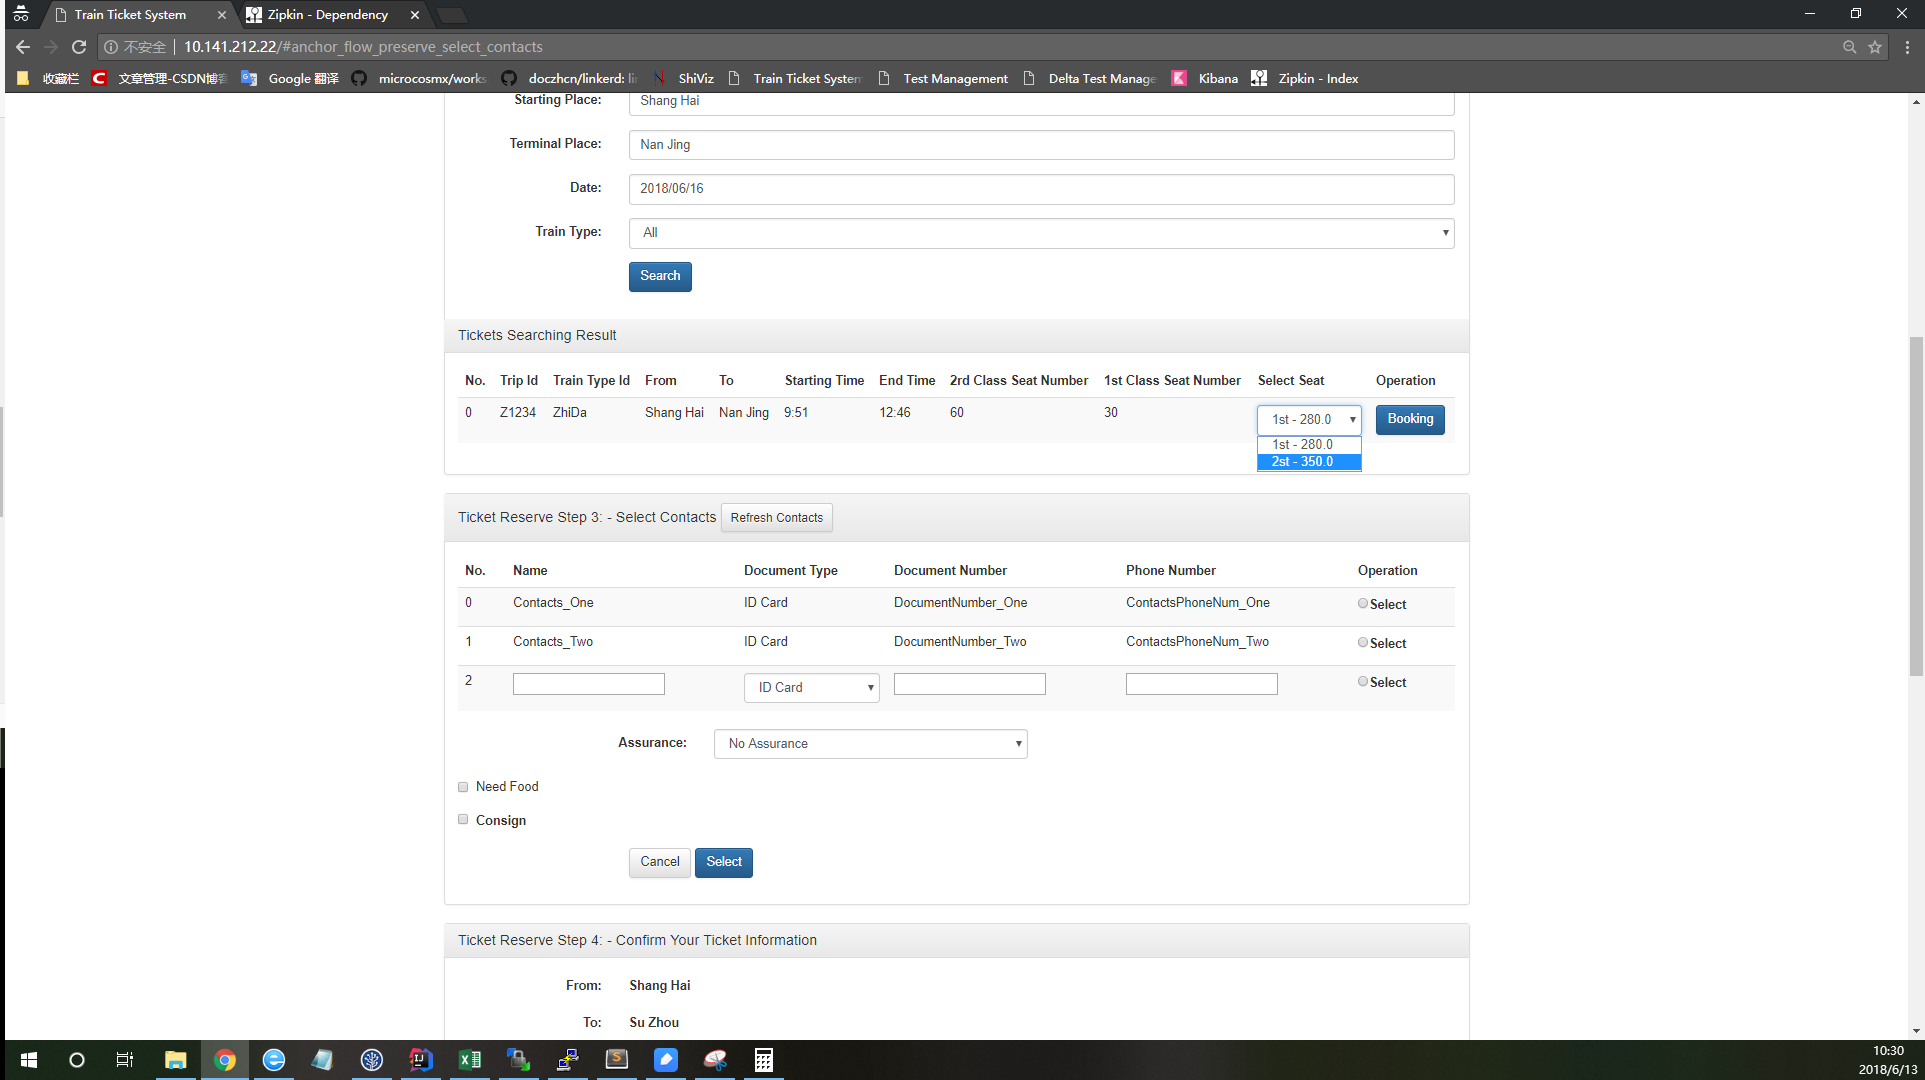 Train Ticket System
Zipkin - Dependency
不安全 10.141.212.22/#anchor_flow_preserve_select_contacts
收藏栏 文章管理-CSDN博客 Google 翻译 microcosmx/works doczhcn/linkerd: li ShiViz Train Ticket System Test Management Delta Test Manage Kibana Zipkin - Index
Starting Place: Shang Hai
Terminal Place: Nan Jing
Date: 2018/06/16
Train Type: All
Search
Tickets Searching Result
No. Trip Id Train Type Id From To Starting Time End Time 2rd Class Seat Number 1st Class Seat Number Select Seat Operation
0 Z1234 ZhiDa Shang Hai Nan Jing 9:51 12:46 60 30 1st - 280.0 Booking
1st - 280.0
2st - 350.0
Ticket Reserve Step 3: - Select Contacts Refresh Contacts
No. Name Document Type Document Number Phone Number Operation
0 Contacts_One ID Card DocumentNumber_One ContactsPhoneNum_One Select
1 Contacts_Two ID Card DocumentNumber_Two ContactsPhoneNum_Two Select
2 ID Card Select
Assurance: No Assurance
Need Food
Consign
Cancel Select
Ticket Reserve Step 4: - Confirm Your Ticket Information
From: Shang Hai
To: Su Zhou
10:30
2018/6/13